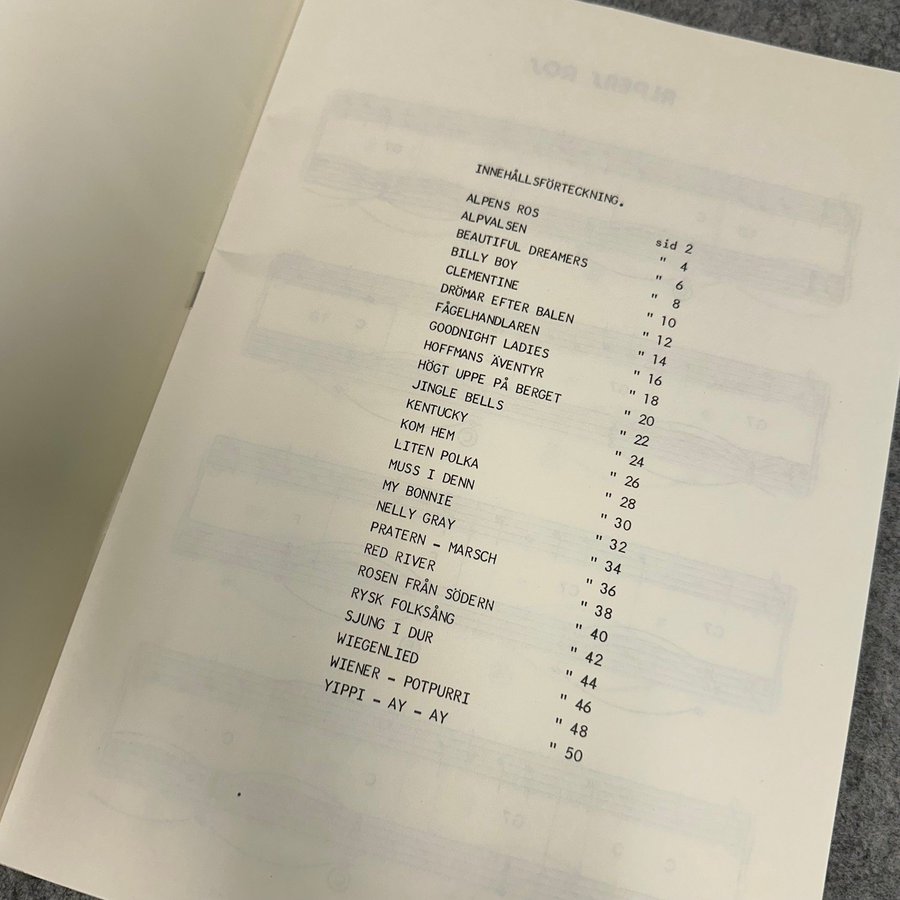 INNEHÅLLSFÖRTECKNING.
ALPENS ROS sid 2
ALPVALSEN " 4
BEAUTIFUL DREAMERS " 6
BILLY BOY " 8
CLEMENTINE " 10
DRÖMAR EFTER BALEN " 12
FÅGELHANDLAREN " 14
GOODNIGHT LADIES " 16
HOFFMANS ÄVENTYR " 18
HÖGT UPPE PÅ BERGET " 20
JINGLE BELLS " 22
KENTUCKY " 24
KOM HEM " 26
LITEN POLKA " 28
MUSS I DENN " 30
MY BONNIE " 32
NELLY GRAY " 34
PRATERN - MARSCH " 36
RED RIVER " 38
ROSEN FRÅN SÖDERN " 40
RYSK FOLKSÅNG " 42
SJUNG I DUR " 44
WIEGENLIED " 46
WIENER - POTPURRI " 48
YIPPI - AY - AY " 50